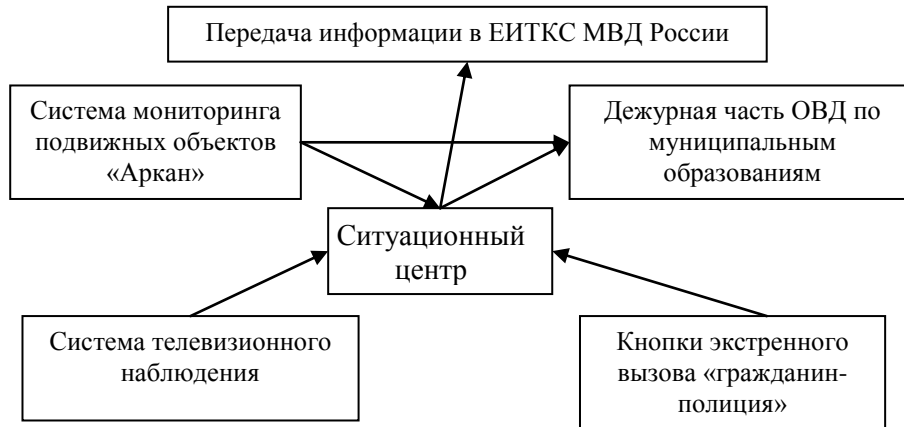 Передача информации в ЕИТКС МВД России
Система мониторинга
подвижных объектов
«Аркан»
Дежурная часть ОВД по
муниципальным
образованиям
Ситуационный
центр
Система телевизионного
наблюдения
Кнопки экстренного
вызова «гражданин-
полиция»